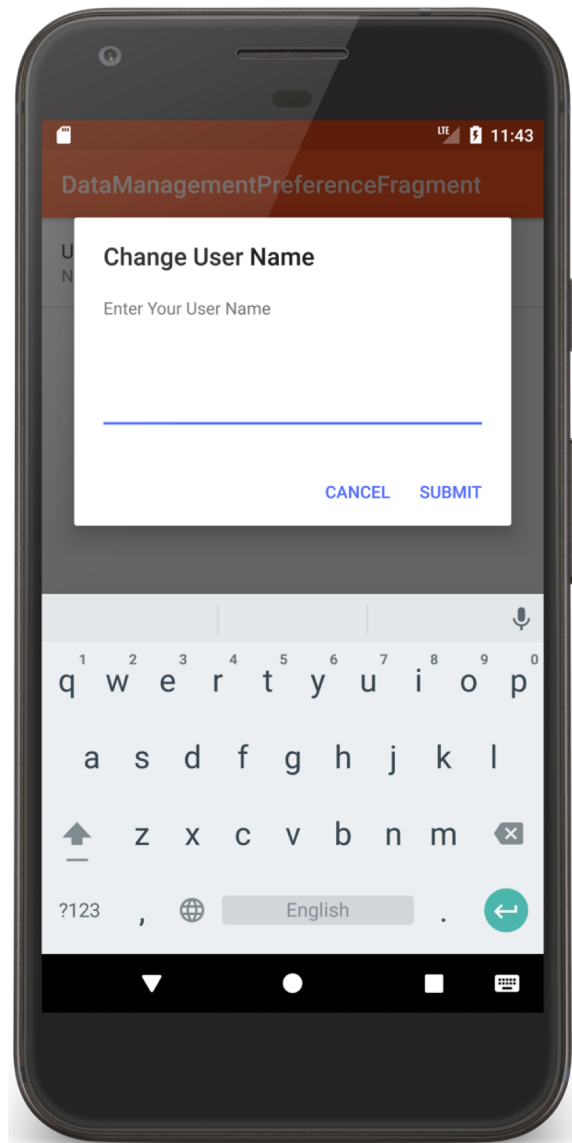 LTE 11:43
DataManagementPreferenceFragment
U
N
Change User Name
Enter Your User Name
CANCEL SUBMIT
1 2 3 4 5 6 7 8 9 0
q w e r t y u i o p
a s d f g h j k l
z x c v b n m
?123 , English .